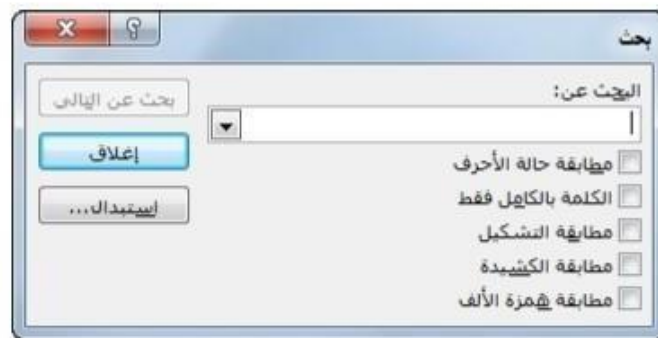 بحث
البحث عن:
بحث عن التالي
إغلاق
استبدال...
مطابقة حالة الأحرف
الكلمة بالكامل فقط
مطابقة التشكيل
مطابقة الكشيدة
مطابقة همزة الألف